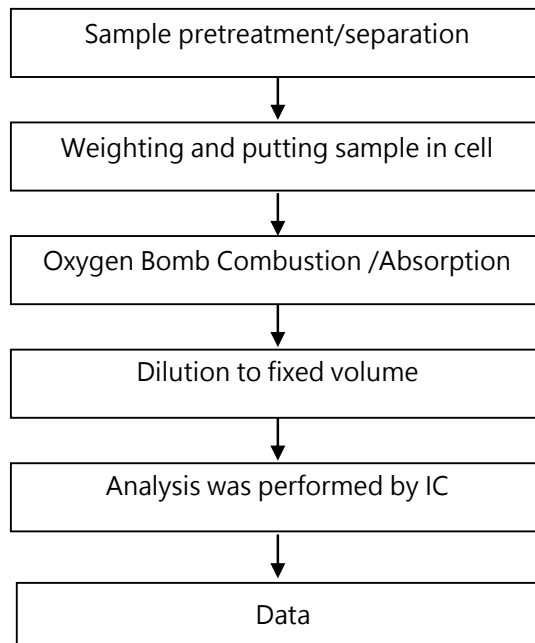 Sample pretreatment/separation
Weighting and putting sample in cell
Oxygen Bomb Combustion /Absorption
Dilution to fixed volume
Analysis was performed by IC
Data